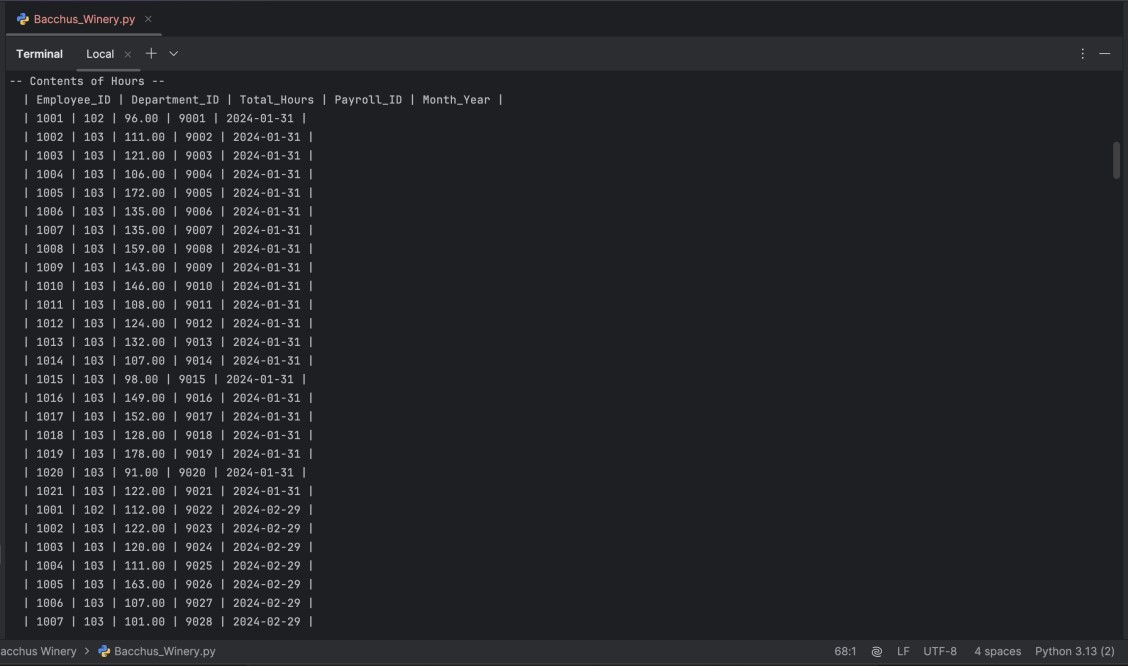 Bacchus_Winery.py
Terminal Local
-- Contents of Hours --
| Employee_ID | Department_ID | Total_Hours | Payroll_ID | Month_Year |
| 1001 | 102 | 96.00 | 9001 | 2024-01-31 |
| 1002 | 103 | 111.00 | 9002 | 2024-01-31 |
| 1003 | 103 | 121.00 | 9003 | 2024-01-31 |
| 1004 | 103 | 106.00 | 9004 | 2024-01-31 |
| 1005 | 103 | 172.00 | 9005 | 2024-01-31 |
| 1006 | 103 | 135.00 | 9006 | 2024-01-31 |
| 1007 | 103 | 135.00 | 9007 | 2024-01-31 |
| 1008 | 103 | 159.00 | 9008 | 2024-01-31 |
| 1009 | 103 | 143.00 | 9009 | 2024-01-31 |
| 1010 | 103 | 146.00 | 9010 | 2024-01-31 |
| 1011 | 103 | 108.00 | 9011 | 2024-01-31 |
| 1012 | 103 | 124.00 | 9012 | 2024-01-31 |
| 1013 | 103 | 132.00 | 9013 | 2024-01-31 |
| 1014 | 103 | 107.00 | 9014 | 2024-01-31 |
| 1015 | 103 | 98.00 | 9015 | 2024-01-31 |
| 1016 | 103 | 149.00 | 9016 | 2024-01-31 |
| 1017 | 103 | 152.00 | 9017 | 2024-01-31 |
| 1018 | 103 | 128.00 | 9018 | 2024-01-31 |
| 1019 | 103 | 178.00 | 9019 | 2024-01-31 |
| 1020 | 103 | 91.00 | 9020 | 2024-01-31 |
| 1021 | 103 | 122.00 | 9021 | 2024-01-31 |
| 1001 | 102 | 112.00 | 9022 | 2024-02-29 |
| 1002 | 103 | 122.00 | 9023 | 2024-02-29 |
| 1003 | 103 | 120.00 | 9024 | 2024-02-29 |
| 1004 | 103 | 111.00 | 9025 | 2024-02-29 |
| 1005 | 103 | 163.00 | 9026 | 2024-02-29 |
| 1006 | 103 | 107.00 | 9027 | 2024-02-29 |
| 1007 | 103 | 101.00 | 9028 | 2024-02-29 |
acchus Winery > Bacchus_Winery.py 68:1 LF UTF-8 4 spaces Python 3.13 (2)